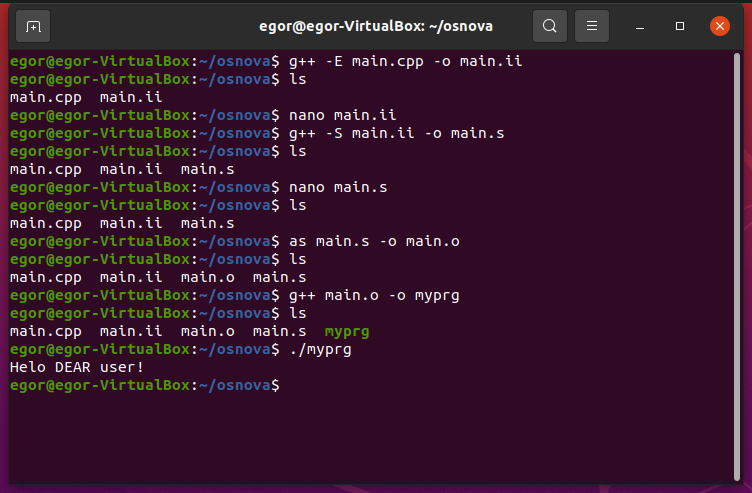 egor@egor-VirtualBox: ~/osnova
egor@egor-VirtualBox:~/osnova$ g++ -E main.cpp -o main.ii
egor@egor-VirtualBox:~/osnova$ ls
main.cpp  main.ii
egor@egor-VirtualBox:~/osnova$ nano main.ii
egor@egor-VirtualBox:~/osnova$ g++ -S main.ii -o main.s
egor@egor-VirtualBox:~/osnova$ ls
main.cpp  main.ii  main.s
egor@egor-VirtualBox:~/osnova$ nano main.s
egor@egor-VirtualBox:~/osnova$ ls
main.cpp  main.ii  main.s
egor@egor-VirtualBox:~/osnova$ as main.s -o main.o
egor@egor-VirtualBox:~/osnova$ ls
main.cpp  main.ii  main.o  main.s
egor@egor-VirtualBox:~/osnova$ g++ main.o -o myprg
egor@egor-VirtualBox:~/osnova$ ls
main.cpp  main.ii  main.o  main.s  myprg
egor@egor-VirtualBox:~/osnova$ ./myprg
Helo DEAR user!
egor@egor-VirtualBox:~/osnova$